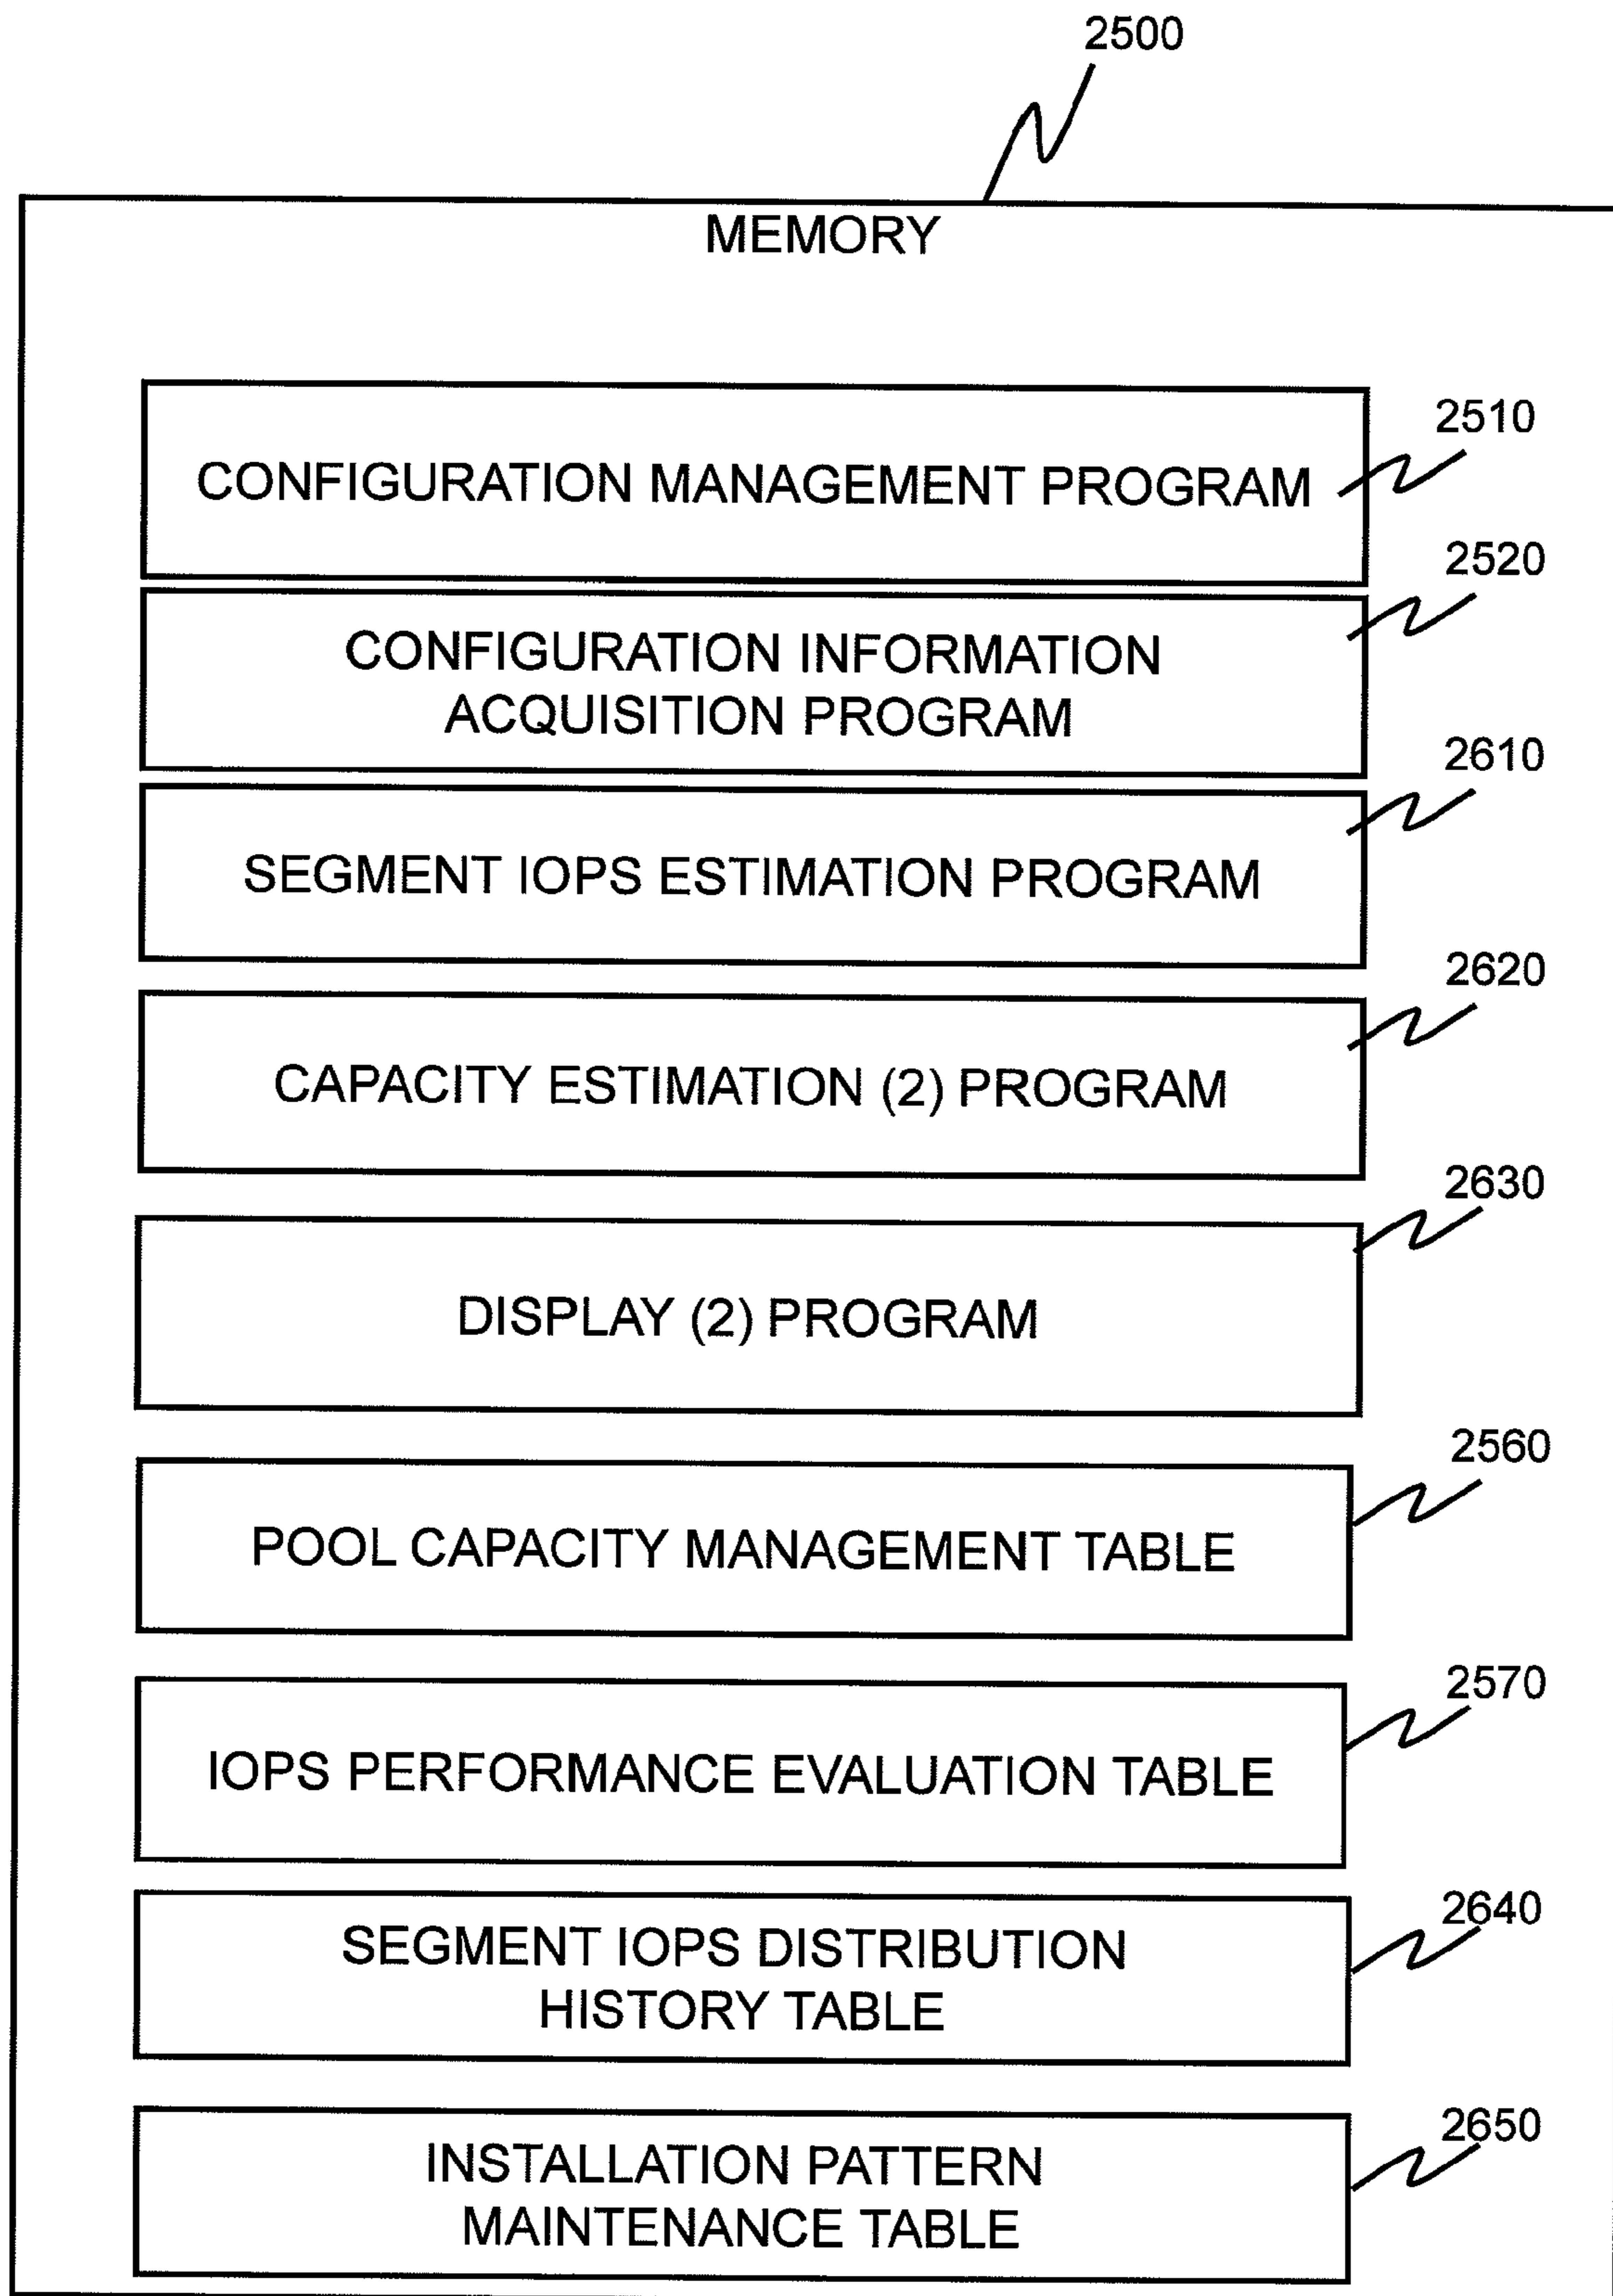 2500
MEMORY
2510
CONFIGURATION MANAGEMENT PROGRAM
2520
CONFIGURATION INFORMATION
ACQUISITION PROGRAM
2610
SEGMENT IOPS ESTIMATION PROGRAM
2620
CAPACITY ESTIMATION (2) PROGRAM
2630
DISPLAY (2) PROGRAM
2560
POOL CAPACITY MANAGEMENT TABLE
2570
IOPS PERFORMANCE EVALUATION TABLE
2640
SEGMENT IOPS DISTRIBUTION
HISTORY TABLE
2650
INSTALLATION PATTERN
MAINTENANCE TABLE